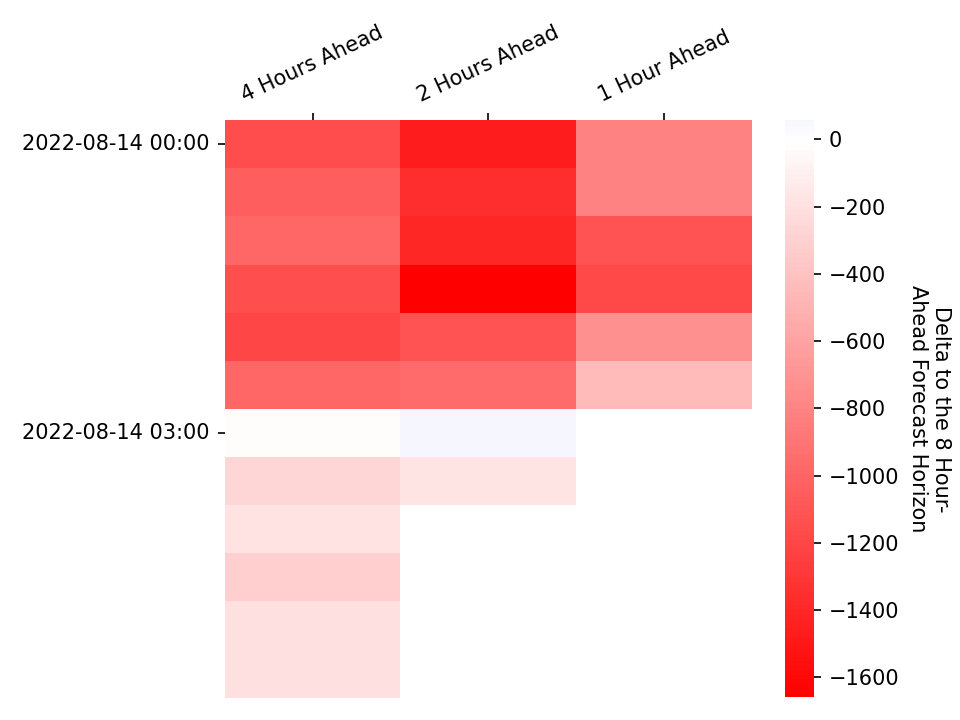 4 Hours Ahead
2 Hours Ahead
1 Hour Ahead
2022-08-14 00:00
2022-08-14 03:00
0
−200
−400
−600
−800
−1000
−1200
−1400
−1600
Delta to the 8 Hour-
Ahead Forecast Horizon